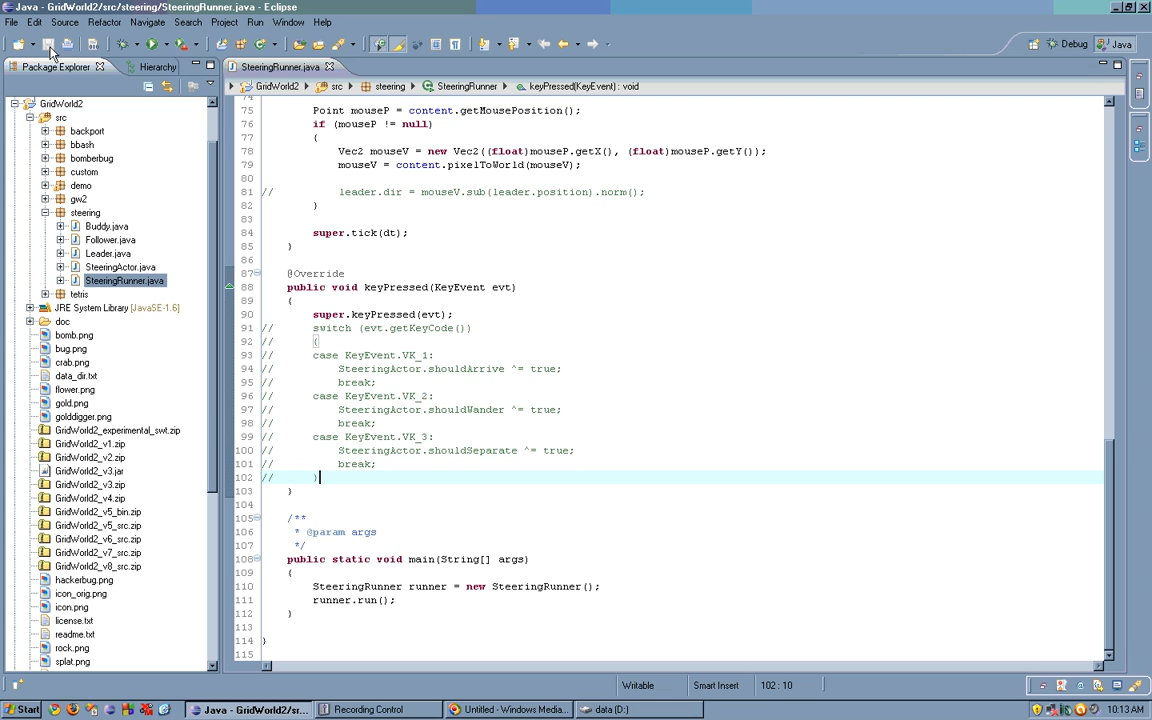 Java - GridWorld2/src/steering/SteeringRunner.java - Eclipse
File Edit Source Refactor Navigate Search Project Run Window Help
Debug Java
Package Explorer Hierarchy
SteeringRunner.java
GridWorld2 src steering SteeringRunner keyPressed(KeyEvent) : void
GridWorld2
src
backport
bbash
bomberbug
custom
demo
gw2
steering
Buddy.java
Follower.java
Leader.java
SteeringActor.java
SteeringRunner.java
tetris
JRE System Library [JavaSE-1.6]
doc
bomb.png
bug.png
crab.png
data_dir.txt
flower.png
gold.png
golddigger.png
GridWorld2_experimental_swt.zip
GridWorld2_v1.zip
GridWorld2_v2.zip
GridWorld2_v3.jar
GridWorld2_v3.zip
GridWorld2_v4.zip
GridWorld2_v5_bin.zip
GridWorld2_v5_src.zip
GridWorld2_v6_src.zip
GridWorld2_v7_src.zip
GridWorld2_v8_src.zip
hackerbug.png
icon_orig.png
icon.png
license.txt
readme.txt
rock.png
splat.png
74
75 Point mouseP = content.getMousePosition();
76 if (mouseP != null)
77 {
78 Vec2 mouseV = new Vec2((float)mouseP.getX(), (float)mouseP.getY());
79 mouseV = content.pixelToWorld(mouseV);
80
81 // leader.dir = mouseV.sub(leader.position).norm();
82 }
83
84 super.tick(dt);
85 }
86
87 @Override
88 public void keyPressed(KeyEvent evt)
89 {
90 super.keyPressed(evt);
91 // switch (evt.getKeyCode())
92 // {
93 // case KeyEvent.VK_1:
94 // SteeringActor.shouldArrive ^= true;
95 // break;
96 // case KeyEvent.VK_2:
97 // SteeringActor.shouldWander ^= true;
98 // break;
99 // case KeyEvent.VK_3:
100 // SteeringActor.shouldSeparate ^= true;
101 // break;
102 // }
103 }
104
105 /**
106 * @param args
107 */
108 public static void main(String[] args)
109 {
110 SteeringRunner runner = new SteeringRunner();
111 runner.run();
112 }
113
114 }
115
Writable Smart Insert 102 : 10
Start Java - GridWorld2/sr... Recording Control Untitled - Windows Media... data (D:) 10:13 AM